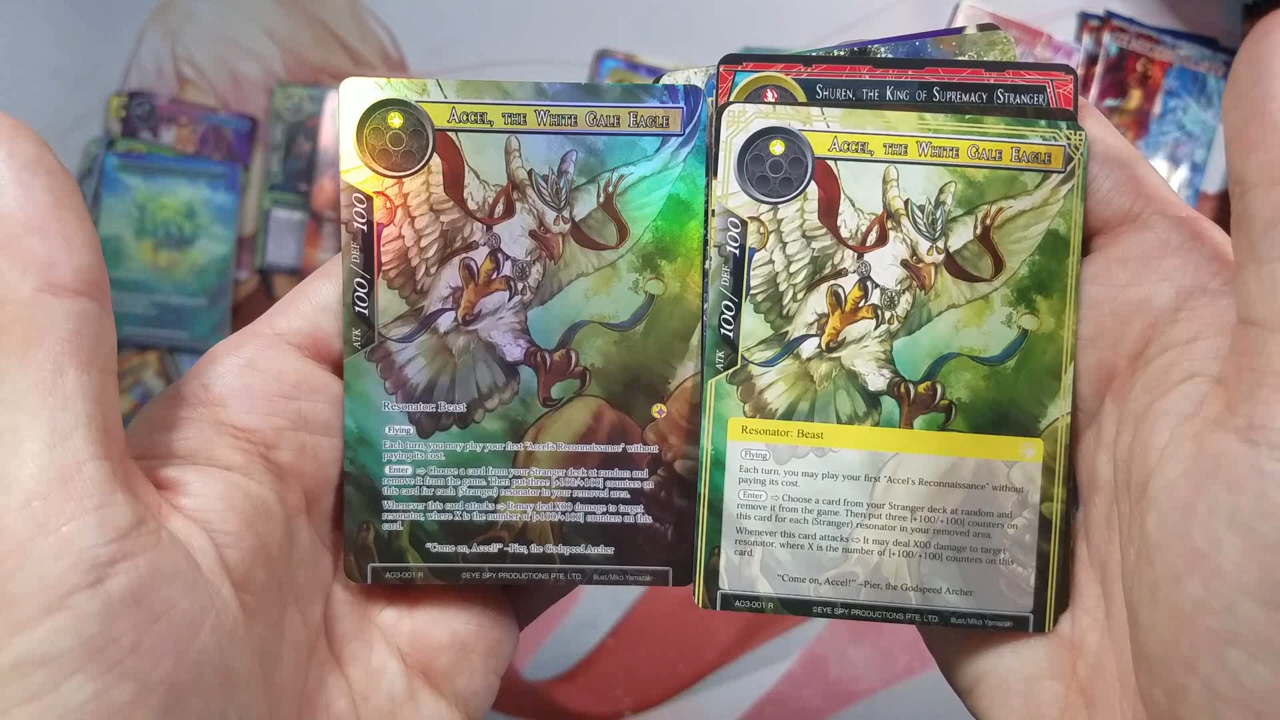 ACCEL, THE WHITE GALE EAGLE
ATK 100/DEF 100
Resonator: Beast
Flying
Each turn, you may play your first "Accel's Reconnaissance" without
paying its cost.
Enter ⇨ Choose a card from your Stranger deck at random and
remove it from the game. Then put three [+100/+100] counters on
this card for each (Stranger) resonator in your removed area.
Whenever this card attacks ⇨ It may deal X00 damage to target
resonator, where X is the number of [+100/+100] counters on this
card.
"Come on, Accel!" –Pier, the Godspeed Archer
AO3-001 R ©EYE SPY PRODUCTIONS PTE. LTD. Illust/Miko Yamazaki
SHUREN, THE KING OF SUPREMACY (STRANGER)
ACCEL, THE WHITE GALE EAGLE
ATK 100/DEF 100
Resonator: Beast
Flying
Each turn, you may play your first "Accel's Reconnaissance" without
paying its cost.
Enter ⇨ Choose a card from your Stranger deck at random and
remove it from the game. Then put three [+100/+100] counters on
this card for each (Stranger) resonator in your removed area.
Whenever this card attacks ⇨ It may deal X00 damage to target
resonator, where X is the number of [+100/+100] counters on this
card.
"Come on, Accel!" –Pier, the Godspeed Archer
AO3-001 R ©EYE SPY PRODUCTIONS PTE. LTD. Illust/Miko Yamazaki